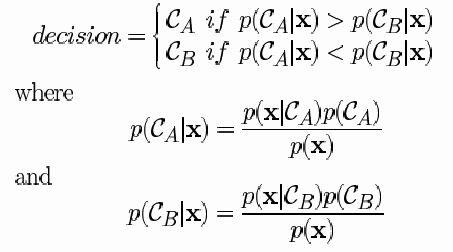 decision = { 𝒞_A if p(𝒞_A|𝐱) > p(𝒞_B|𝐱)
𝒞_B if p(𝒞_A|𝐱) < p(𝒞_B|𝐱)
where
p(𝒞_A|𝐱) = p(𝐱|𝒞_A)p(𝒞_A) / p(𝐱)
and
p(𝒞_B|𝐱) = p(𝐱|𝒞_B)p(𝒞_B) / p(𝐱)